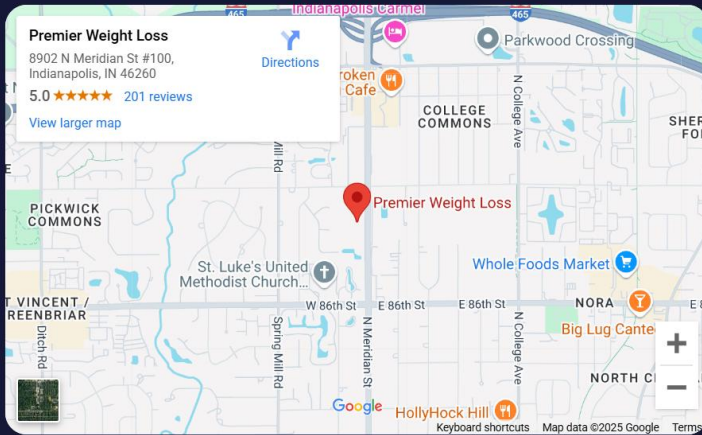 Indianapolis Carmel
465
465
Premier Weight Loss
8902 N Meridian St #100,
Indianapolis, IN 46260
5.0 ★★★★★ 201 reviews
View larger map
Directions
Parkwood Crossing
roken
Cafe
COLLEGE
COMMONS
N College Ave
SHER
FO
Mill Rd
PICKWICK
COMMONS
Premier Weight Loss
St. Luke's United
Methodist Church...
Whole Foods Market
T VINCENT /
REENBRIAR
W 86th St
E 86th St
E 86th St
NORA
E 8
Big Lug Cante
Ditch Rd
Spring Mill Rd
N Meridian St
N College Ave
NORTH C
+
−
Google
HollyHock Hill
Keyboard shortcuts
Map data ©2025 Google
Terms